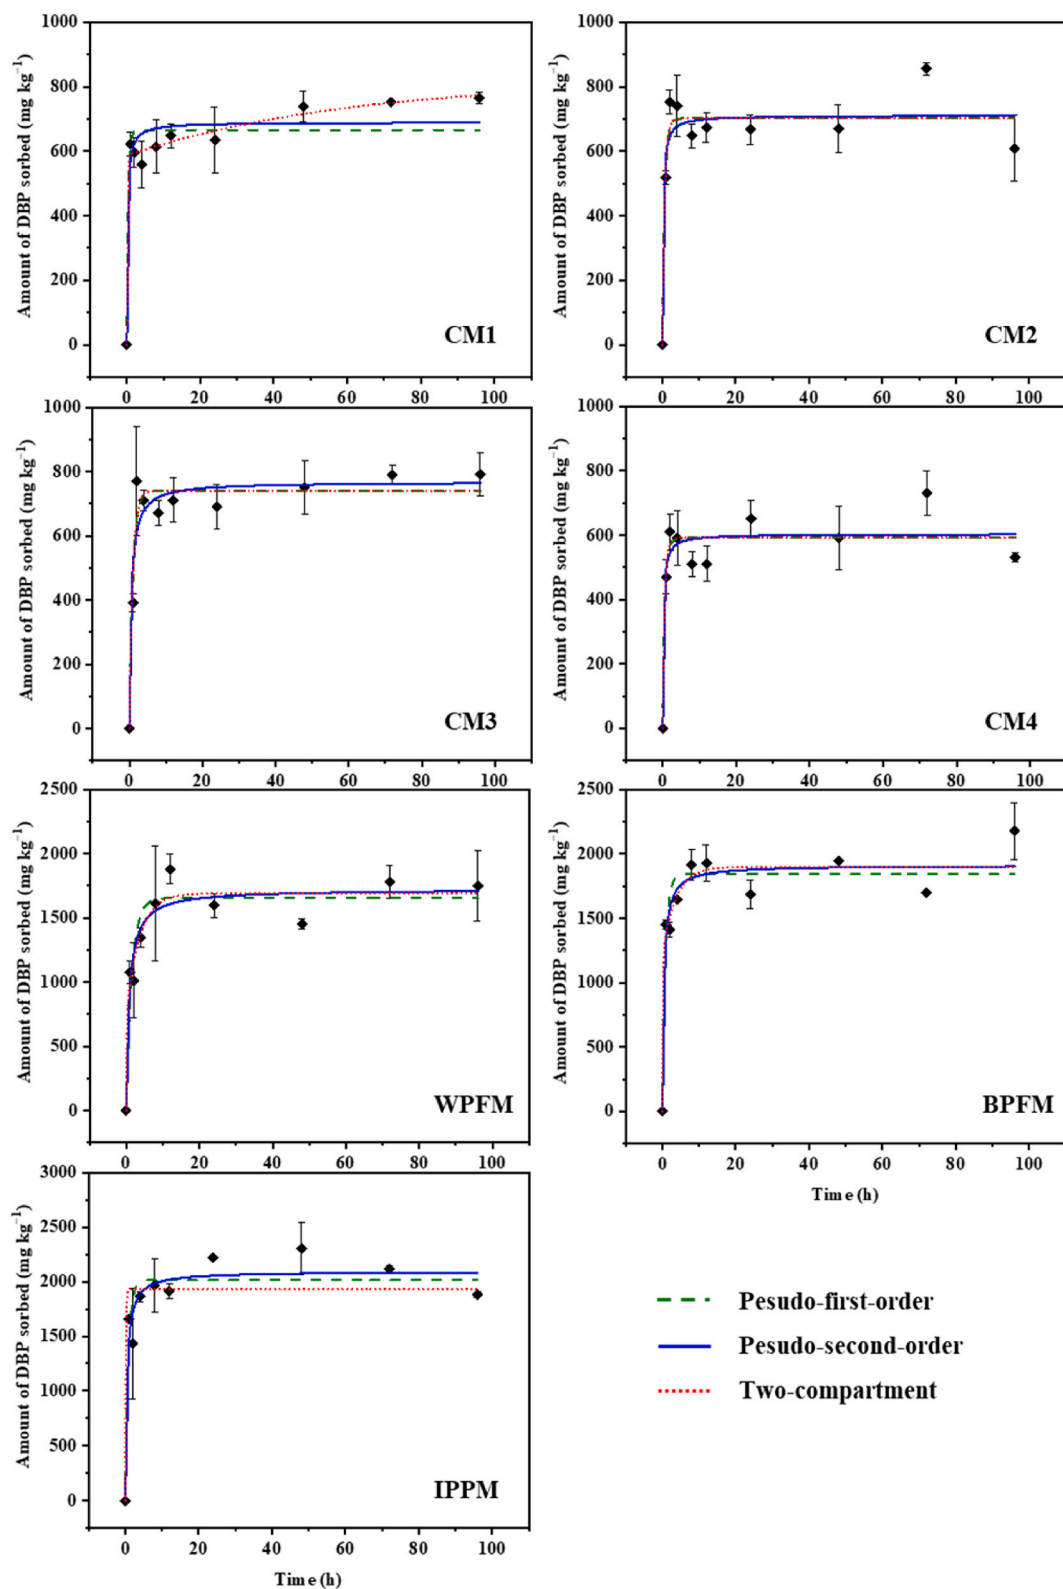 1000
800
600
400
200
0
Amount of DBP sorbed (mg kg⁻¹)
CM1
0 20 40 60 80 100
1000
800
600
400
200
0
Amount of DBP sorbed (mg kg⁻¹)
CM2
0 20 40 60 80 100
1000
800
600
400
200
0
Amount of DBP sorbed (mg kg⁻¹)
CM3
0 20 40 60 80 100
1000
800
600
400
200
0
Amount of DBP sorbed (mg kg⁻¹)
CM4
0 20 40 60 80 100
2500
2000
1500
1000
500
0
Amount of DBP sorbed (mg kg⁻¹)
WPFM
0 20 40 60 80 100
2500
2000
1500
1000
500
0
Amount of DBP sorbed (mg kg⁻¹)
BPFM
0 20 40 60 80 100
Time (h)
3000
2500
2000
1500
1000
500
0
Amount of DBP sorbed (mg kg⁻¹)
IPPM
0 20 40 60 80 100
Time (h)
Pesudo-first-order
Pesudo-second-order
Two-compartment